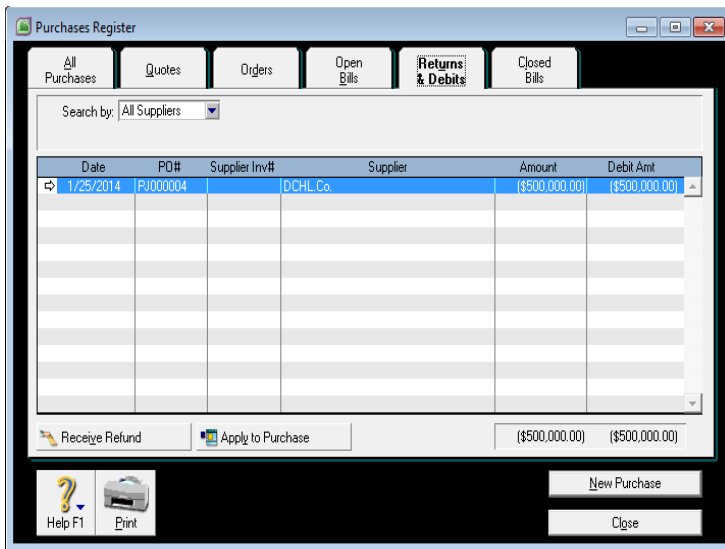 Purchases Register
All Purchases
Quotes
Orders
Open Bills
Returns & Debits
Closed Bills
Search by: All Suppliers
Date PO# Supplier Inv# Supplier Amount Debit Amt
1/25/2014 PJ000004 DCHL.Co. ($500,000.00) ($500,000.00)
Receive Refund Apply to Purchase ($500,000.00) ($500,000.00)
New Purchase
Help F1 Print Close